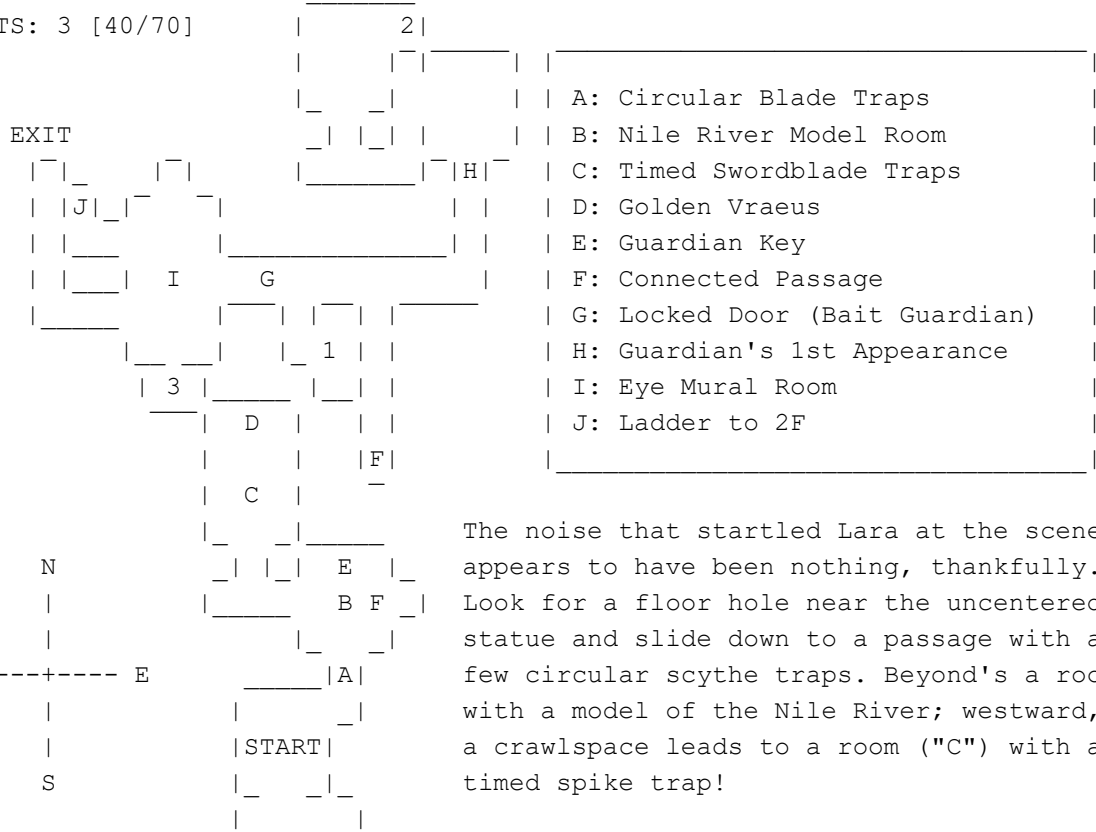 TS: 3 [40/70]
2
A: Circular Blade Traps
EXIT
B: Nile River Model Room
H
C: Timed Swordblade Traps
J
D: Golden Vraeus
E: Guardian Key
I G
F: Connected Passage
G: Locked Door (Bait Guardian)
1
H: Guardian's 1st Appearance
3
I: Eye Mural Room
D
J: Ladder to 2F
F
C
The noise that startled Lara at the scene
N E
appears to have been nothing, thankfully.
B F
Look for a floor hole near the uncentered
statue and slide down to a passage with a
E A
few circular scythe traps. Beyond's a roo
with a model of the Nile River; westward,
START
a crawlspace leads to a room ("C") with a
S
timed spike trap!